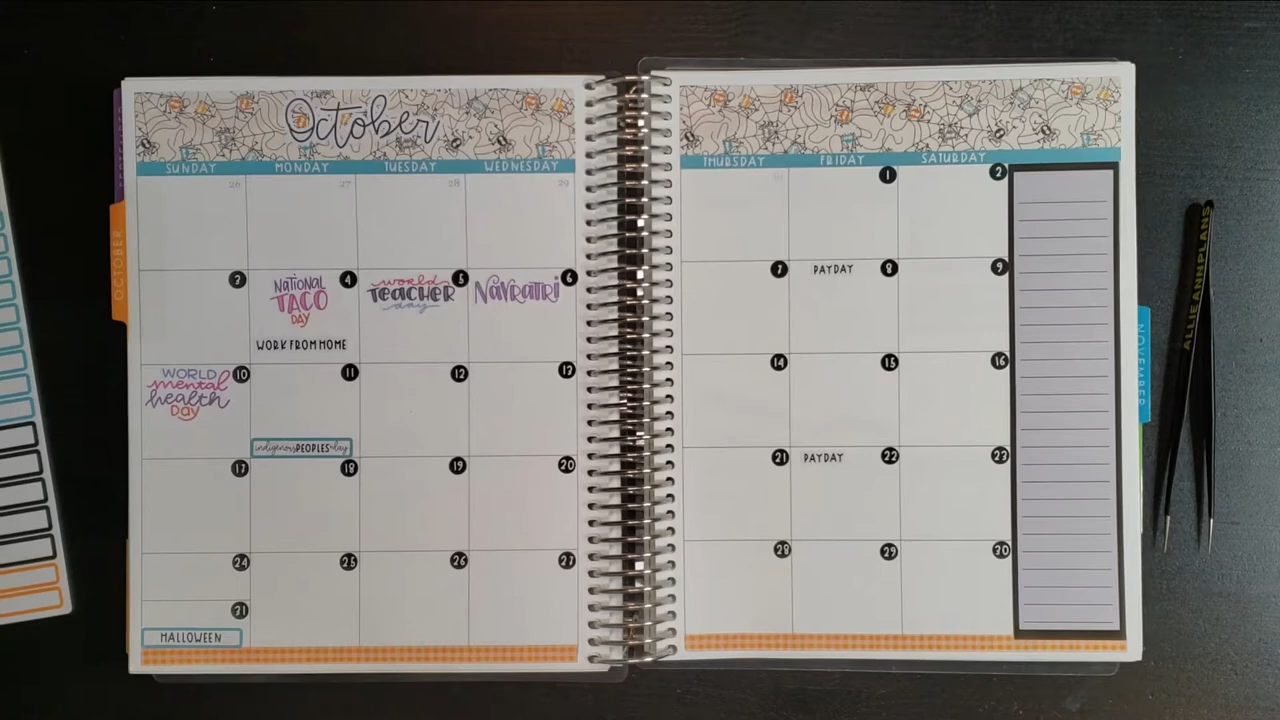 October
SUNDAY MONDAY TUESDAY WEDNESDAY THURSDAY FRIDAY SATURDAY
26 27 28 29 1 2
3 4 5 6 7 8 9
NATIONAL
TACO
DAY
world
TEACHER
day
NAVRATRI
PAYDAY
WORK FROM HOME
10 11 12 13 14 15 16
WORLD
mental
health
DAY
indigenous PEOPLES day
17 18 19 20 21 22 23
PAYDAY
24 25 26 27 28 29 30
31
HALLOWEEN
OCTOBER
NOVEMBER
ALLIEANNPLANS